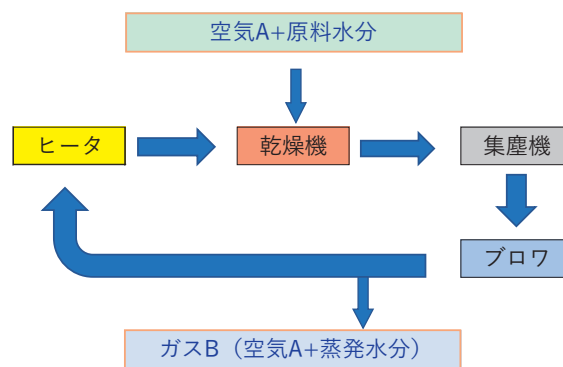 空気A+原料水分
ヒータ
乾燥機
集塵機
ブロワ
ガスB（空気A+蒸発水分）